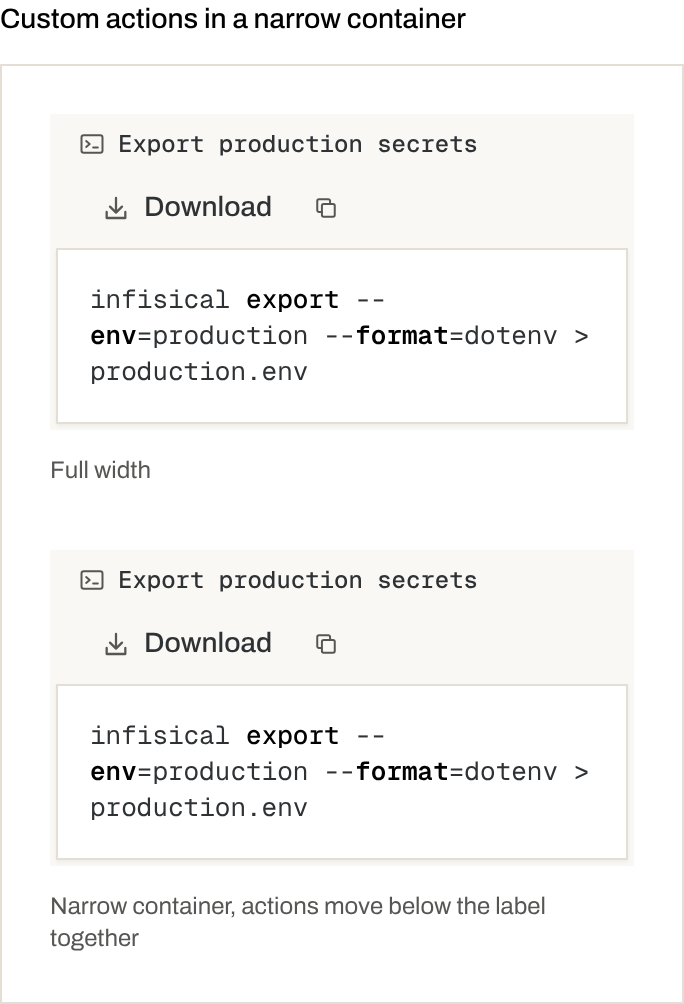 Custom actions in a narrow container
Export production secrets
Download
infisical export --
env=production --format=dotenv >
production.env
Full width
Export production secrets
Download
infisical export --
env=production --format=dotenv >
production.env
Narrow container, actions move below the label
together